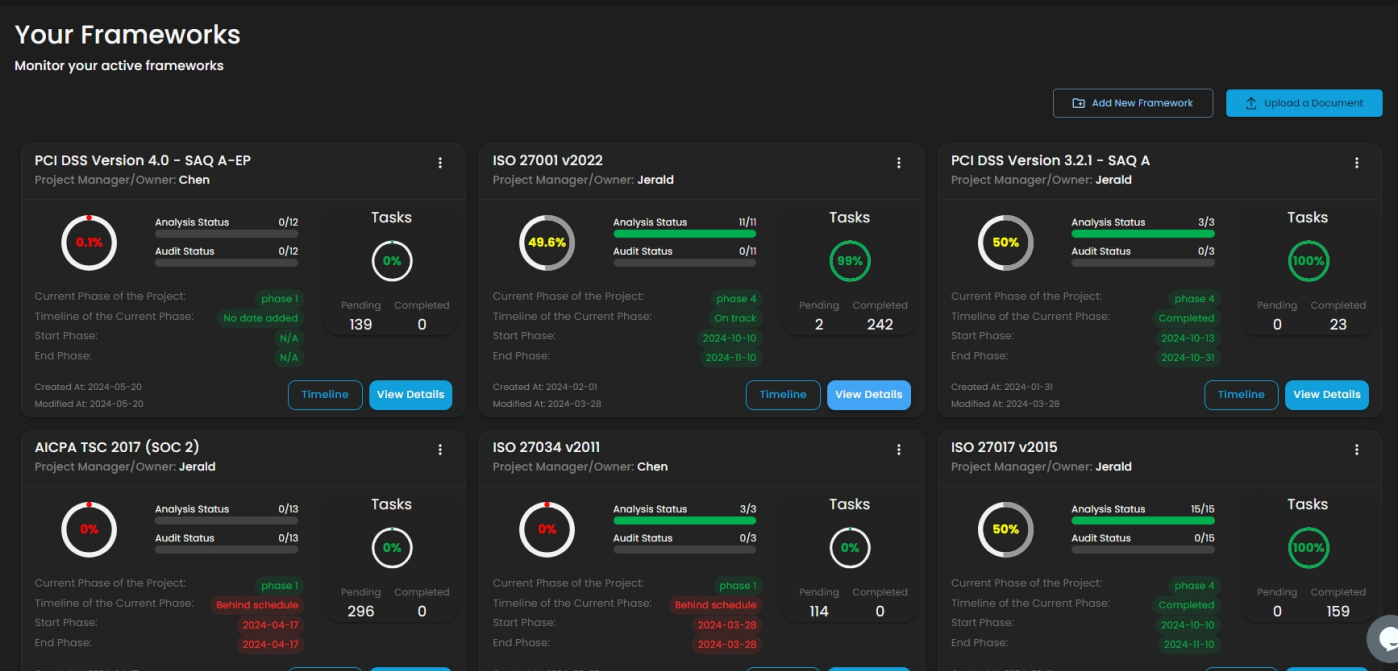 Your Frameworks
Monitor your active frameworks
Add New Framework
Upload a Document
PCI DSS Version 4.0 - SAQ A-EP
Project Manager/Owner: Chen
0.1%
Analysis Status 0/12
Audit Status 0/12
Tasks
0%
Pending Completed
139 0
Current Phase of the Project: phase 1
Timeline of the Current Phase: No date added
Start Phase: N/A
End Phase: N/A
Created At: 2024-05-20
Modified At: 2024-05-20
Timeline
View Details
ISO 27001 v2022
Project Manager/Owner: Jerald
49.6%
Analysis Status 11/11
Audit Status 0/11
Tasks
99%
Pending Completed
2 242
Current Phase of the Project: phase 4
Timeline of the Current Phase: On track
Start Phase: 2024-10-10
End Phase: 2024-11-10
Created At: 2024-02-01
Modified At: 2024-03-28
Timeline
View Details
PCI DSS Version 3.2.1 - SAQ A
Project Manager/Owner: Jerald
50%
Analysis Status 3/3
Audit Status 0/3
Tasks
100%
Pending Completed
0 23
Current Phase of the Project: phase 4
Timeline of the Current Phase: Completed
Start Phase: 2024-10-13
End Phase: 2024-10-31
Created At: 2024-01-31
Modified At: 2024-03-28
Timeline
View Details
AICPA TSC 2017 (SOC 2)
Project Manager/Owner: Jerald
0%
Analysis Status 0/13
Audit Status 0/13
Tasks
0%
Pending Completed
296 0
Current Phase of the Project: phase 1
Timeline of the Current Phase: Behind schedule
Start Phase: 2024-04-17
End Phase: 2024-04-17
ISO 27034 v2011
Project Manager/Owner: Chen
0%
Analysis Status 3/3
Audit Status 0/3
Tasks
0%
Pending Completed
114 0
Current Phase of the Project: phase 1
Timeline of the Current Phase: Behind schedule
Start Phase: 2024-03-28
End Phase: 2024-03-28
ISO 27017 v2015
Project Manager/Owner: Jerald
50%
Analysis Status 15/15
Audit Status 0/15
Tasks
100%
Pending Completed
0 159
Current Phase of the Project: phase 4
Timeline of the Current Phase: Completed
Start Phase: 2024-10-10
End Phase: 2024-11-10